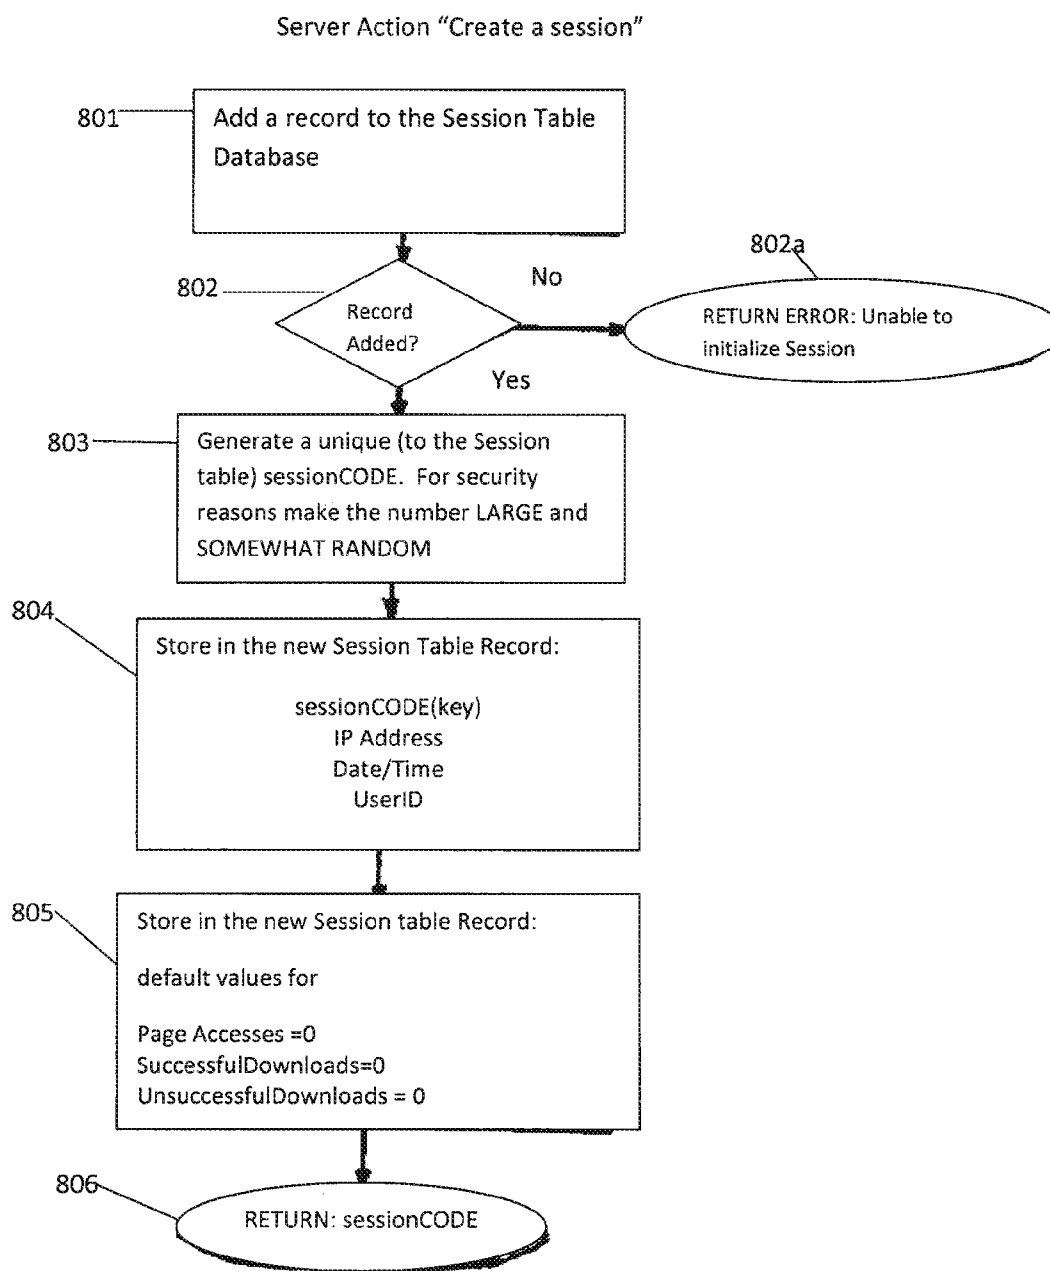 Server Action “Create a session”
801
Add a record to the Session Table
Database
802a
802
No
Record
Added?
RETURN ERROR: Unable to
initialize Session
Yes
803
Generate a unique (to the Session
table) sessionCODE.  For security
reasons make the number LARGE and
SOMEWHAT RANDOM
804
Store in the new Session Table Record:
sessionCODE(key)
IP Address
Date/Time
UserID
805
Store in the new Session table Record:
default values for
Page Accesses =0
SuccessfulDownloads=0
UnsuccessfulDownloads = 0
806
RETURN: sessionCODE